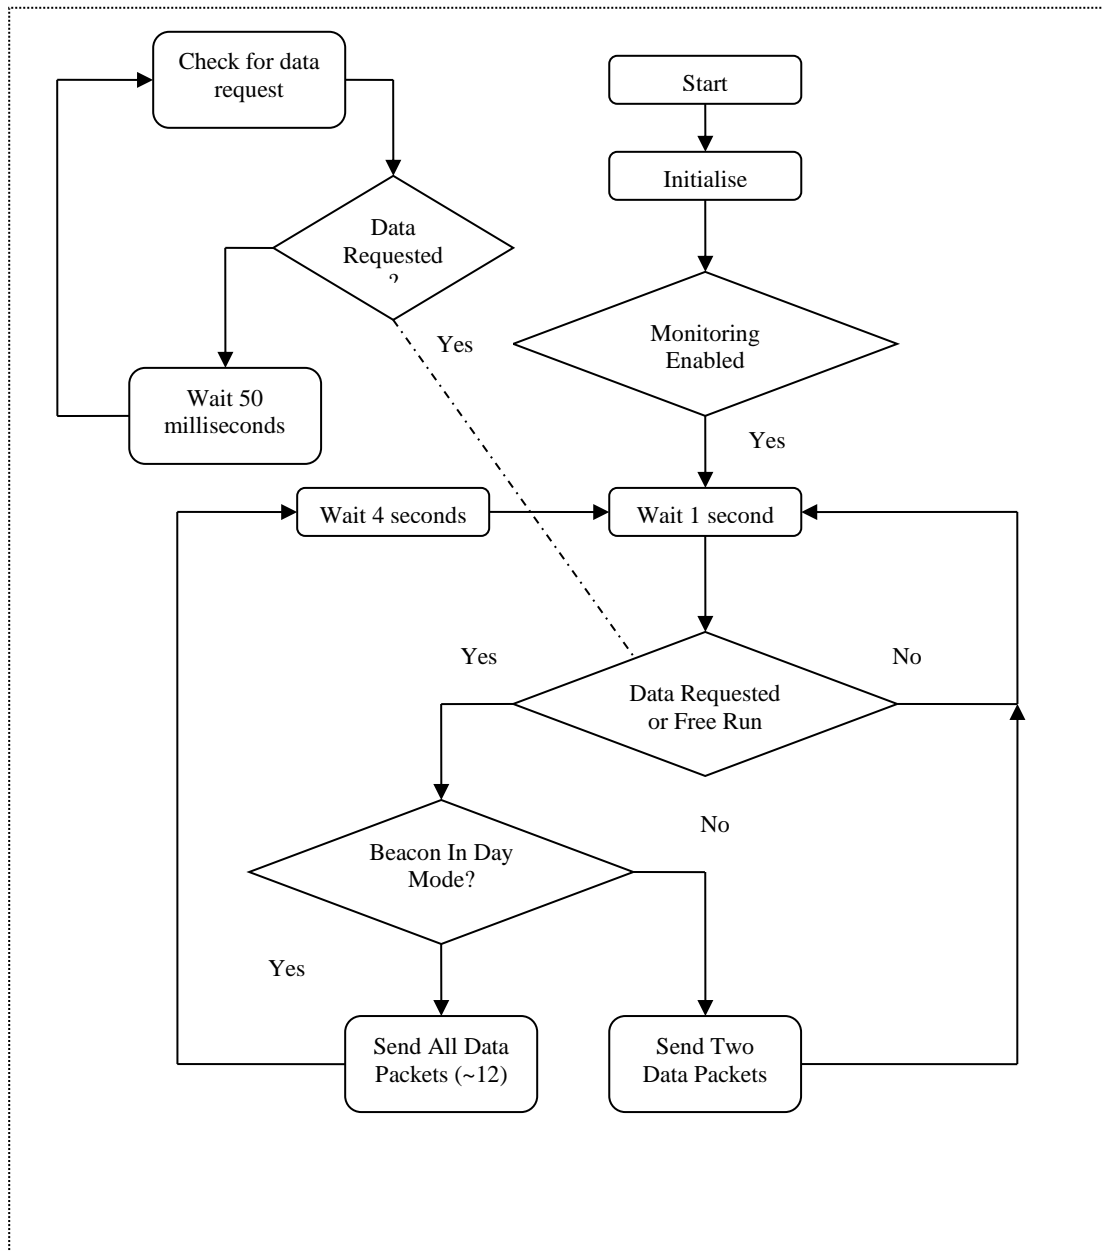 Check for data
request
Start
Initialise
Data
Requested
?
Yes
Monitoring
Enabled
Yes
Wait 50
milliseconds
Wait 4 seconds
Wait 1 second
Yes
No
Data Requested
or Free Run
No
Beacon In Day
Mode?
Yes
Send All Data
Packets (~12)
Send Two
Data Packets